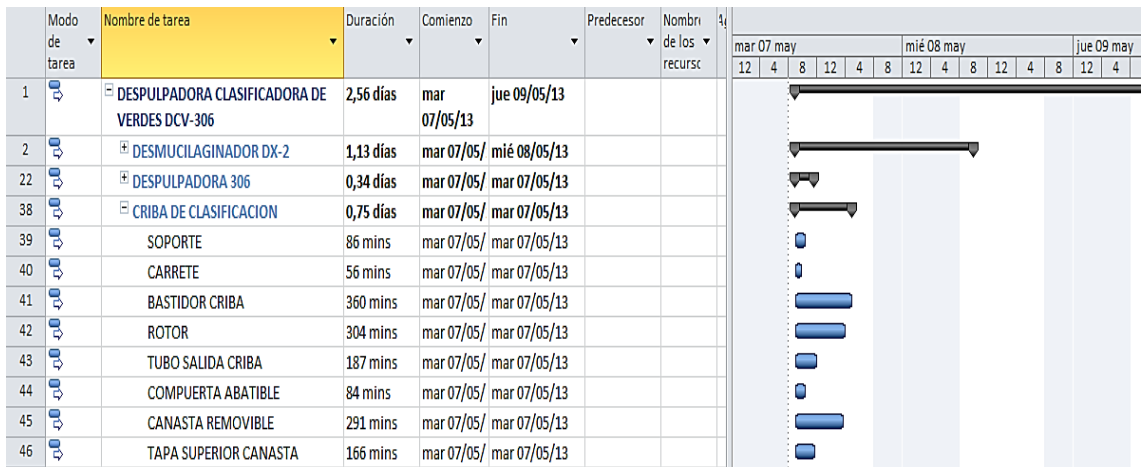 Modo de tarea Nombre de tarea Duración Comienzo Fin Predecesor Nombr de los recurso
mar 07 may mié 08 may jue 09 may
12 4 8 12 4 8 12 4 8 12 4 8 12 4
1 DESPULPADORA CLASIFICADORA DE VERDES DCV-306 2,56 días mar 07/05/13 jue 09/05/13
2 DESMUCILAGINADOR DX-2 1,13 días mar 07/05/ mié 08/05/13
22 DESPULPADORA 306 0,34 días mar 07/05/ mar 07/05/13
38 CRIBA DE CLASIFICACION 0,75 días mar 07/05/ mar 07/05/13
39 SOPORTE 86 mins mar 07/05/ mar 07/05/13
40 CARRETE 56 mins mar 07/05/ mar 07/05/13
41 BASTIDOR CRIBA 360 mins mar 07/05/ mar 07/05/13
42 ROTOR 304 mins mar 07/05/ mar 07/05/13
43 TUBO SALIDA CRIBA 187 mins mar 07/05/ mar 07/05/13
44 COMPUERTA ABATIBLE 84 mins mar 07/05/ mar 07/05/13
45 CANASTA REMOVIBLE 291 mins mar 07/05/ mar 07/05/13
46 TAPA SUPERIOR CANASTA 166 mins mar 07/05/ mar 07/05/13